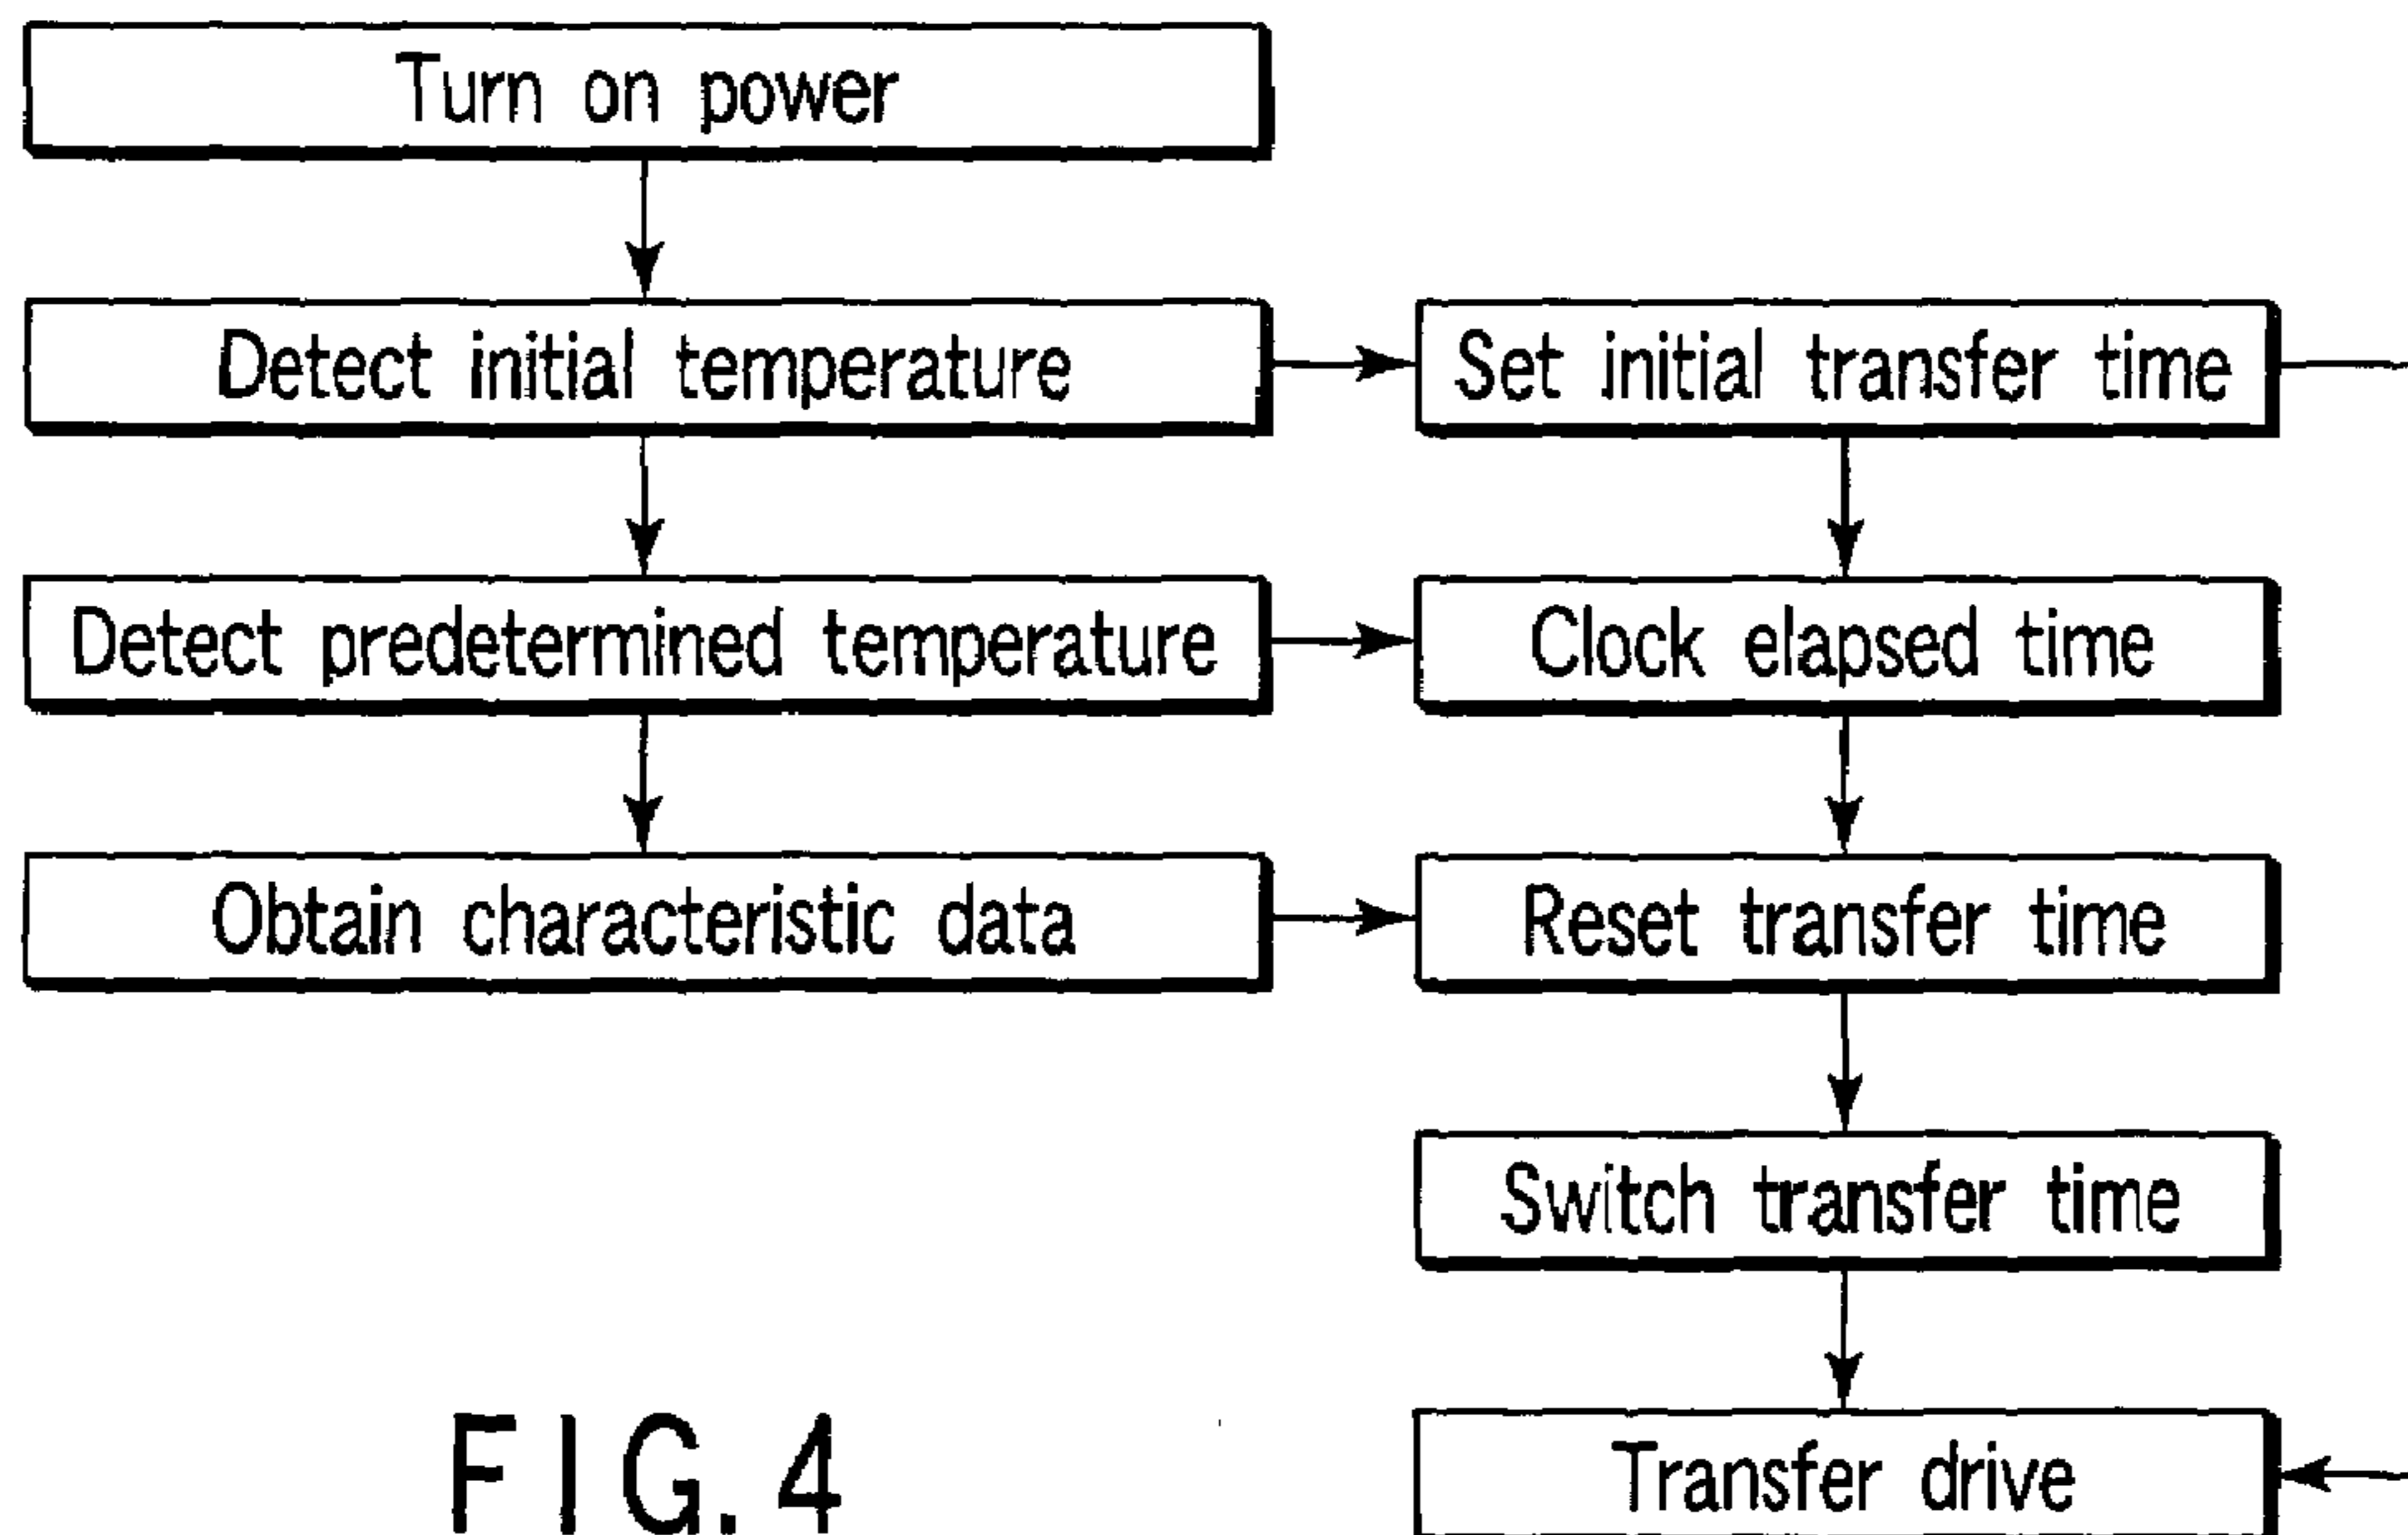 Turn on power
Detect initial temperature
Set initial transfer time
Detect predetermined temperature
Clock elapsed time
Obtain characteristic data
Reset transfer time
Switch transfer time
Transfer drive
FIG. 4